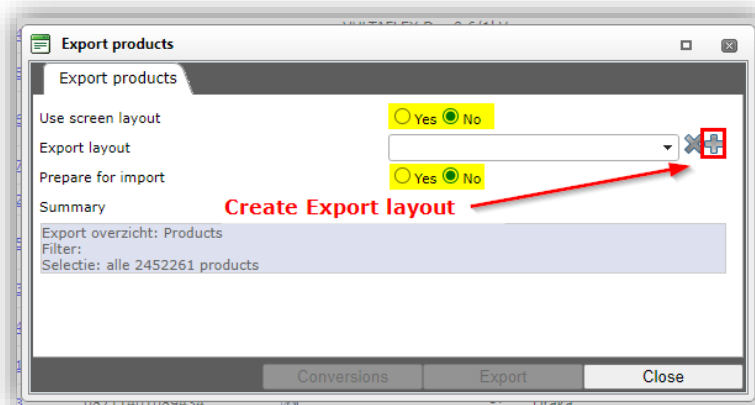 Export products
Export products
Use screen layout Yes No
Export layout
Prepare for import Yes No
Summary
Create Export layout
Export overzicht: Products
Filter:
Selectie: alle 2452261 products
Conversions Export Close